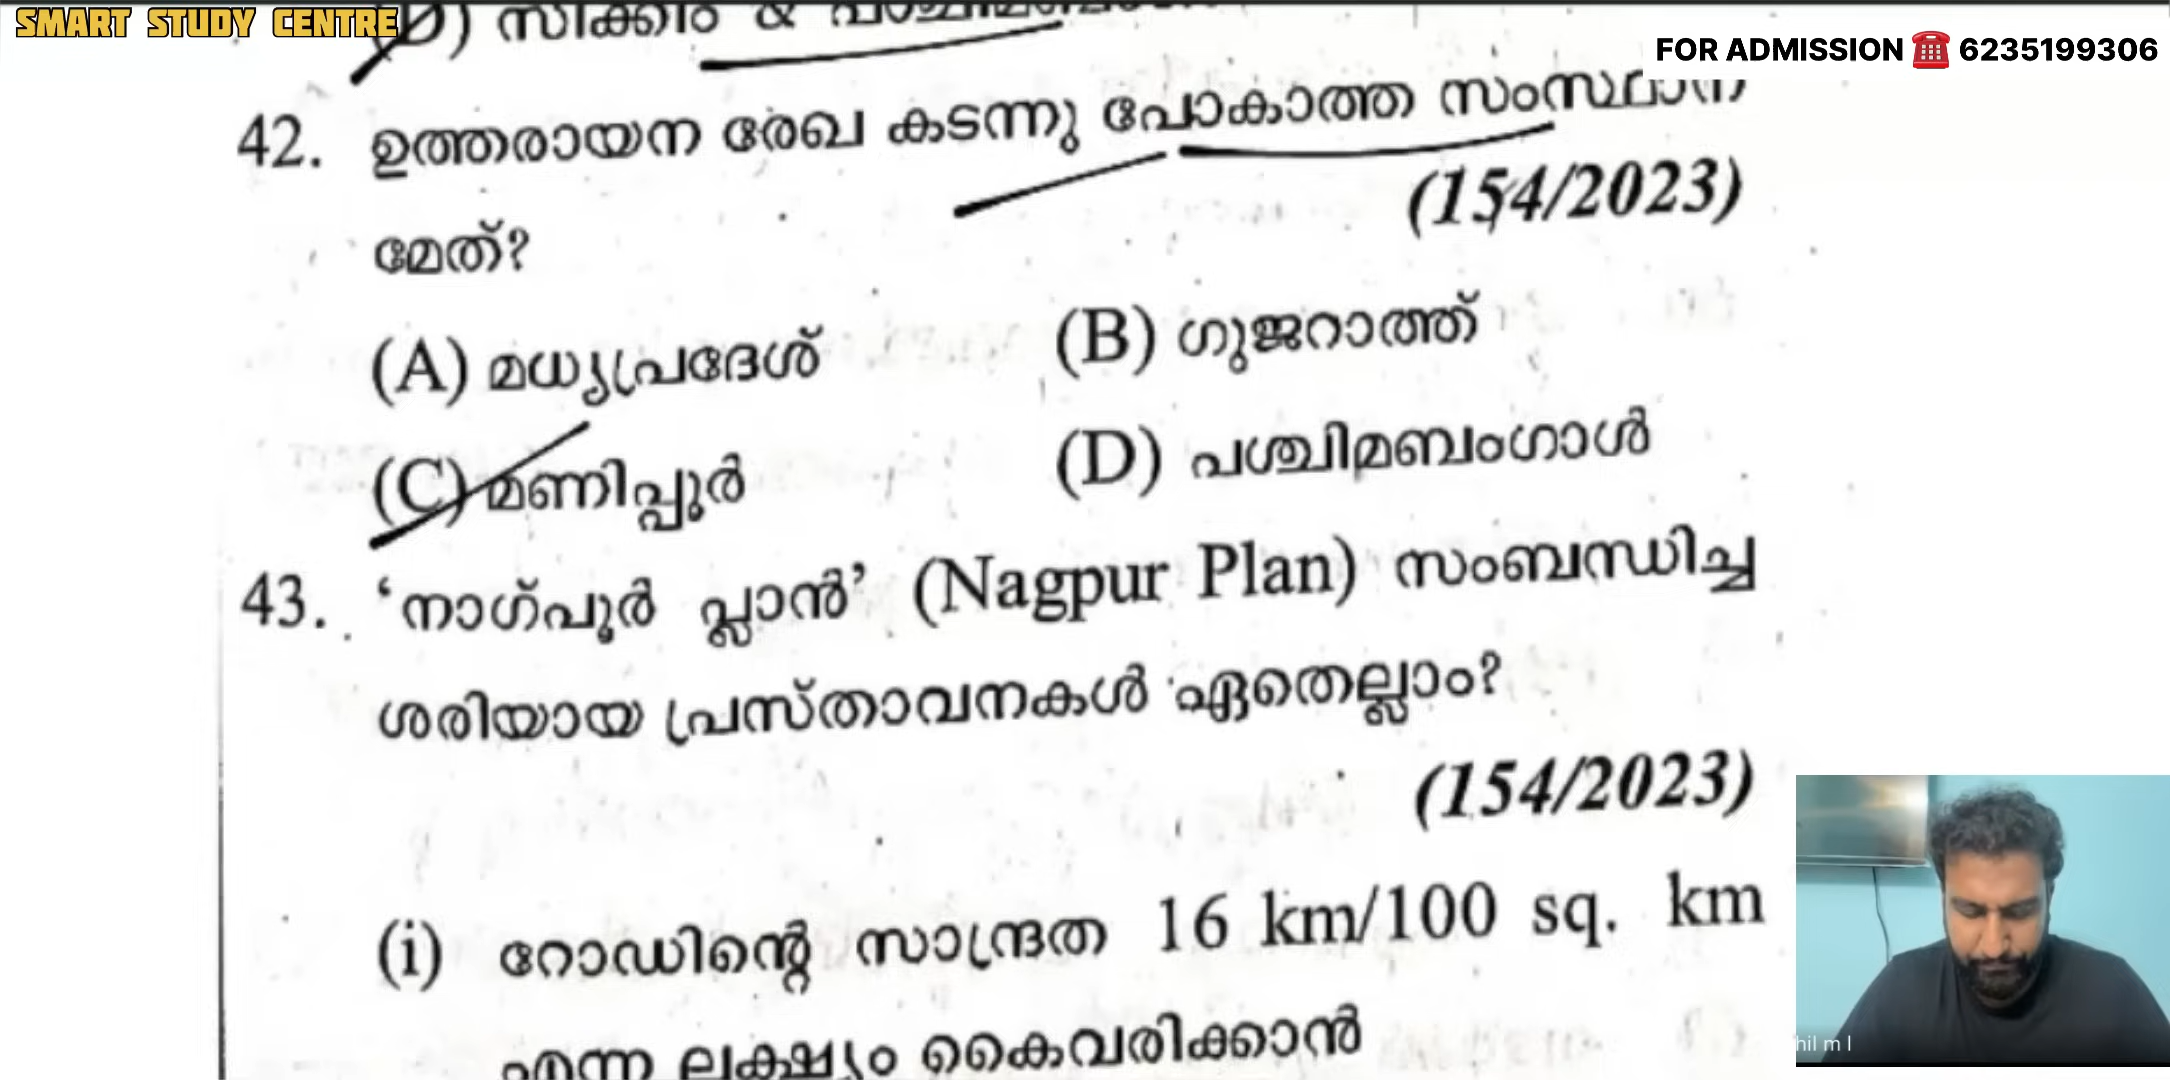 SMART STUDY CENTRE
FOR ADMISSION ☎ 6235199306
(D) സിക്കിം &
42. ഉത്തരായന രേഖ കടന്നു പോകാത്ത സംസ്ഥാന
(154/2023)
മേത്?
(A) മധ്യപ്രദേശ് (B) ഗുജറാത്ത്
(C) മണിപ്പൂർ (D) പശ്ചിമബംഗാൾ
43. ‘നാഗ്പൂർ പ്ലാൻ’ (Nagpur Plan) സംബന്ധിച്ച
ശരിയായ പ്രസ്താവനകൾ ഏതെല്ലാം?
(154/2023)
(i) റോഡിന്റെ സാന്ദ്രത 16 km/100 sq. km
എന്ന ലക്ഷ്യം കൈവരിക്കാൻ
hil m l